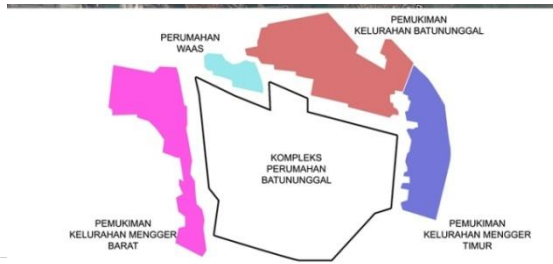 PEMUKIMAN
KELURAHAN BATUNUNGGAL
PERUMAHAN
WAAS
KOMPLEKS
PERUMAHAN
BATUNUNGGAL
PEMUKIMAN
KELURAHAN MENGGER
BARAT
PEMUKIMAN
KELURAHAN MENGGER
TIMUR